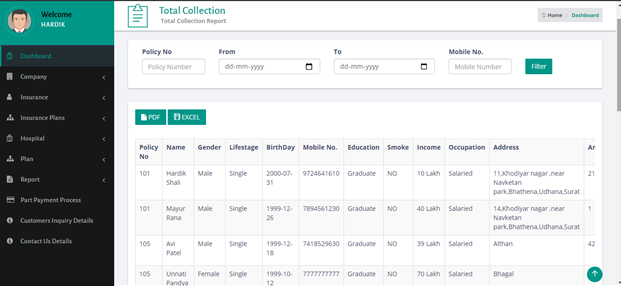 Welcome
HARDIK
Dashboard
Company
Insurance
Insurance Plans
Hospital
Plan
Report
Part Payment Process
Customers Inquiry Details
Contact Us Details
Total Collection
Total Collection Report
Home / Dashboard
Policy No From To Mobile No.
Policy Number dd-mm-yyyy dd-mm-yyyy Mobile Number Filter
PDF EXCEL
Policy Name Gender Lifestage BirthDay Mobile No. Education Smoke Income Occupation Address Ar
No
101 Hardik Male Single 2000-07- 9724641610 Graduate NO 10 Lakh Salaried 11,Khodiyar nagar ,near 21
Shali 31 Navketan
park,Bhathena,Udhana,Surat
101 Mayur Male Single 1999-12- 7894561230 Graduate NO 40 Lakh Salaried 14,Khodiyar nagar ,near 1
Rana 26 Navketan
park,Bhathena,Udhana,Surat
105 Avi Male Single 1999-12- 7418529630 Graduate NO 39 Lakh Salaried Althan 42
Patel 18
105 Unnati Female Single 1999-10- 7777777777 Graduate NO 70 Lakh Salaried Bhagal
Pandya 12